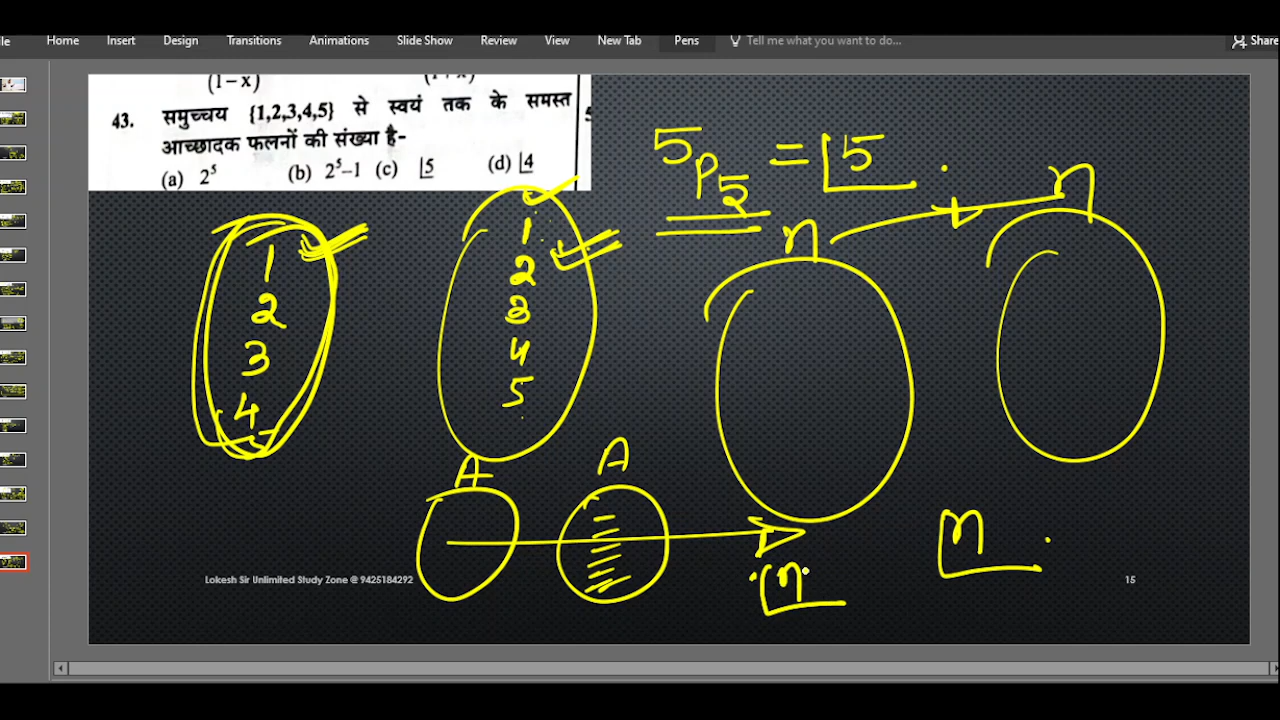 Home Insert Design Transitions Animations Slide Show Review View New Tab Pens Tell me what you want to do... Share
(1−x)
43. समुच्चय {1,2,3,4,5} से स्वयं तक के समस्त
आच्छादक फलनों की संख्या है-
(a) 2⁵ (b) 2⁵−1 (c) |5 (d) |4
5P5 = |5
n n
1
2
3
4
5
1
2
3
4
5
A A
|n |n
Lokesh Sir Unlimited Study Zone @ 9425184292 15